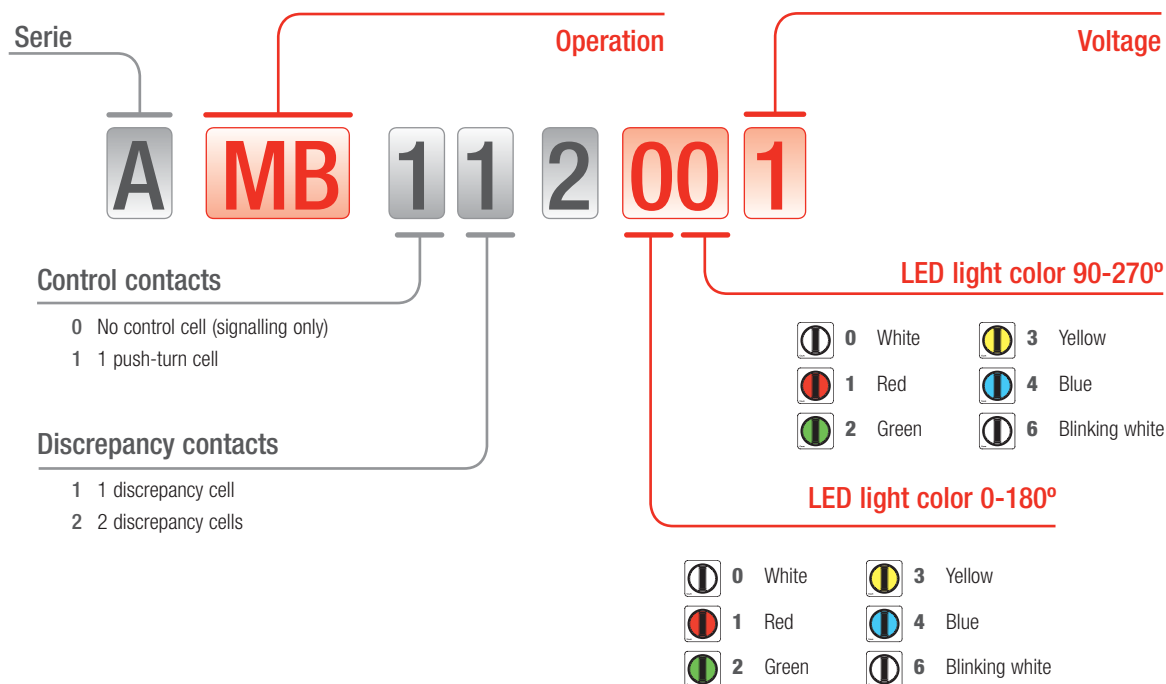 Serie
Operation
Voltage
A MB 1 1 2 00 1
Control contacts
0 No control cell (signalling only)
1 1 push-turn cell
Discrepancy contacts
1 1 discrepancy cell
2 2 discrepancy cells
LED light color 90-270º
0 White
3 Yellow
1 Red
4 Blue
2 Green
6 Blinking white
LED light color 0-180º
0 White
3 Yellow
1 Red
4 Blue
2 Green
6 Blinking white